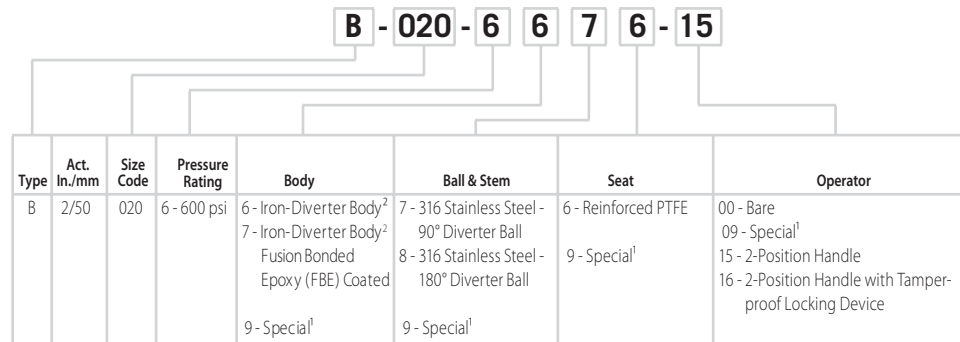 B - 020 - 6 6 7 6 - 15
Type
Act. In./mm
Size Code
Pressure Rating
Body
Ball & Stem
Seat
Operator
B
2/50
020
6 - 600 psi
6 - Iron-Diverter Body²
7 - Iron-Diverter Body²
Fusion Bonded
Epoxy (FBE) Coated
9 - Special¹
7 - 316 Stainless Steel -
90° Diverter Ball
8 - 316 Stainless Steel -
180° Diverter Ball
9 - Special¹
6 - Reinforced PTFE
9 - Special¹
00 - Bare
09 - Special¹
15 - 2-Position Handle
16 - 2-Position Handle with Tamper-
proof Locking Device